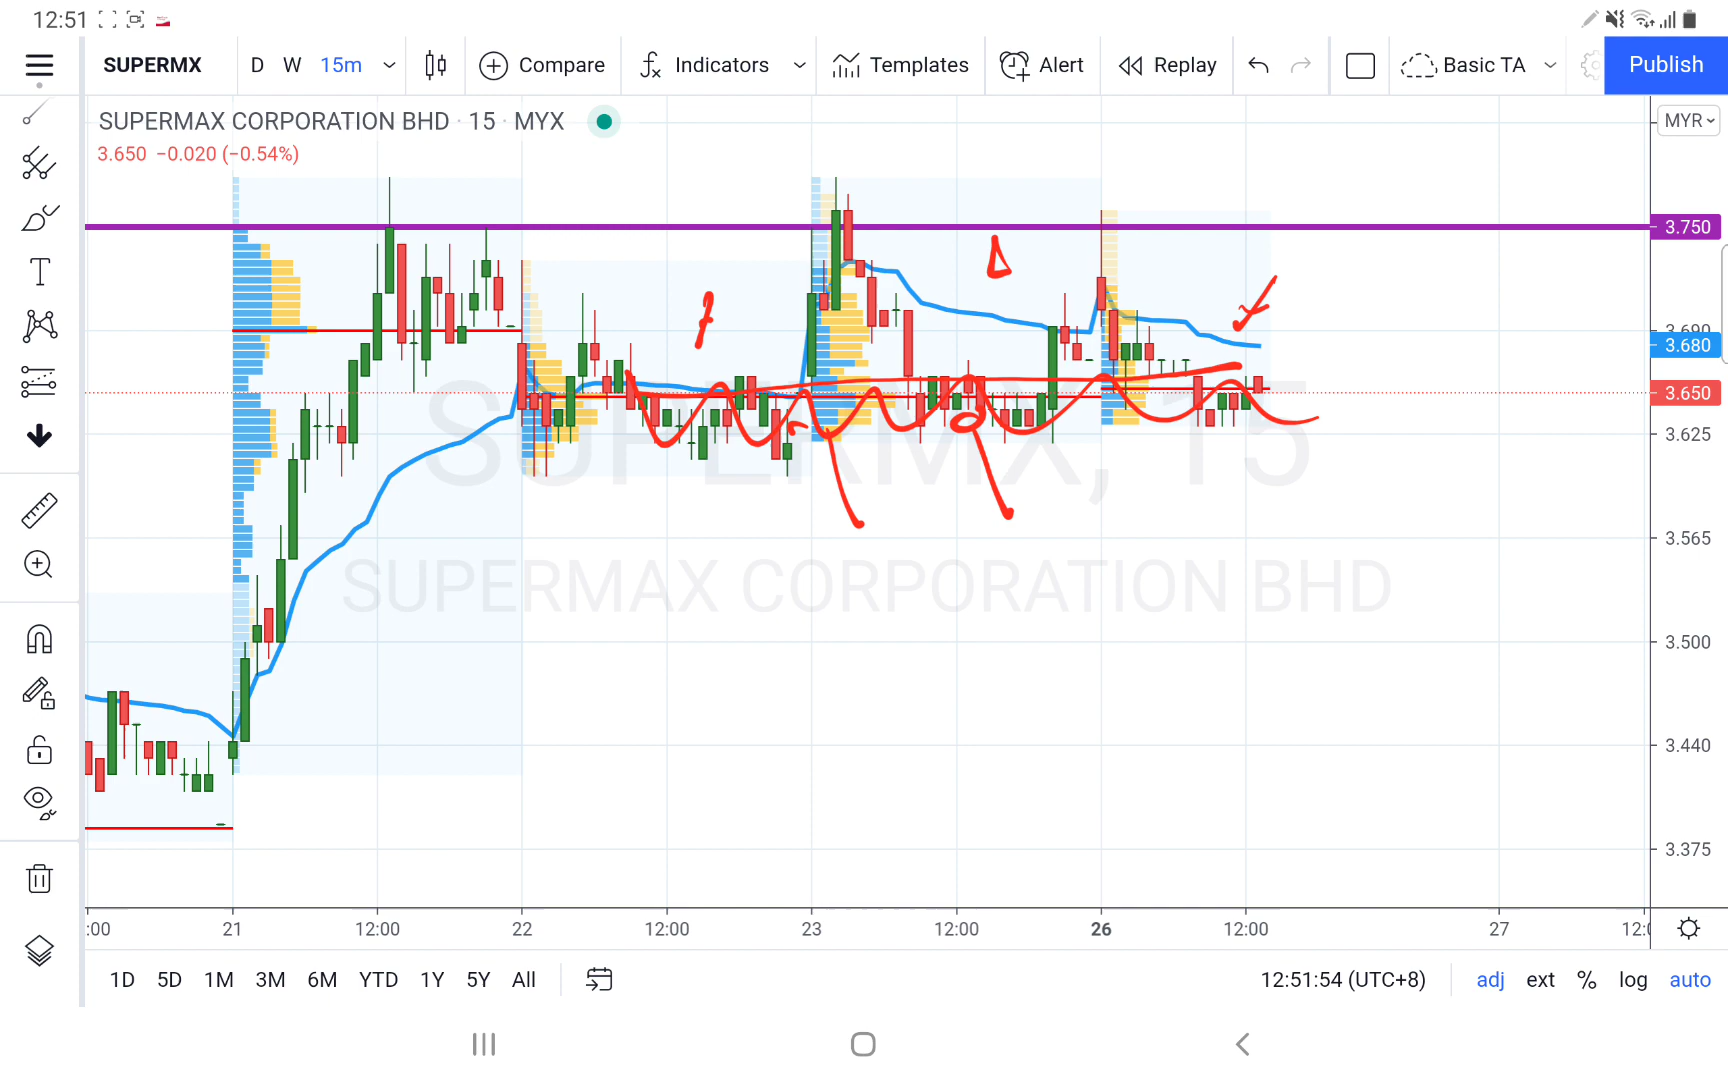 12:51
SUPERMX D W 15m Compare Indicators Templates Alert Replay Basic TA Publish
SUPERMAX CORPORATION BHD · 15 · MYX
MYR
3.650 −0.020 (−0.54%)
3.750
3.690
3.680
3.650
3.625
SUPERMX, 15
3.565
SUPERMAX CORPORATION BHD
3.500
3.440
3.375
:00 21 12:00 22 12:00 23 12:00 26 12:00 27 12:0
1D 5D 1M 3M 6M YTD 1Y 5Y All 12:51:54 (UTC+8) adj ext % log auto